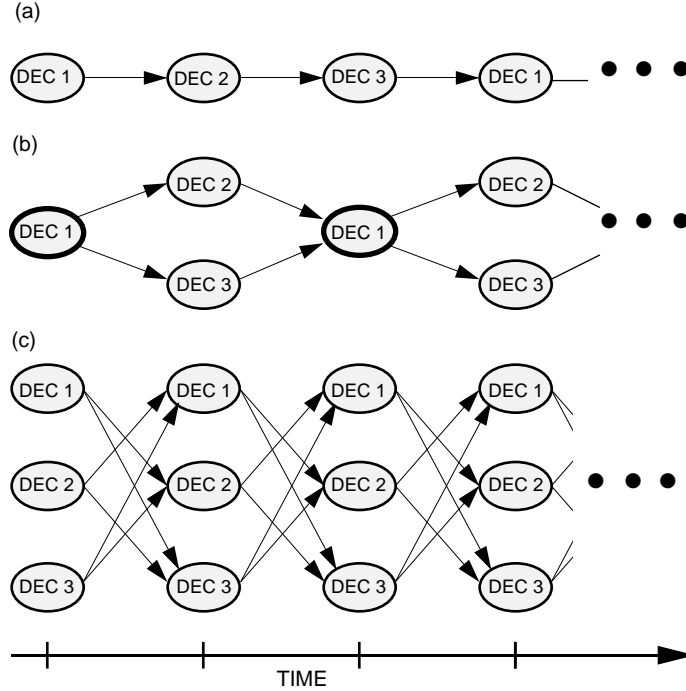 (a)
DEC 1 DEC 2 DEC 3 DEC 1
(b)
DEC 2 DEC 2
DEC 1 DEC 1
DEC 3 DEC 3
(c)
DEC 1 DEC 1 DEC 1 DEC 1
DEC 2 DEC 2 DEC 2 DEC 2
DEC 3 DEC 3 DEC 3 DEC 3
TIME